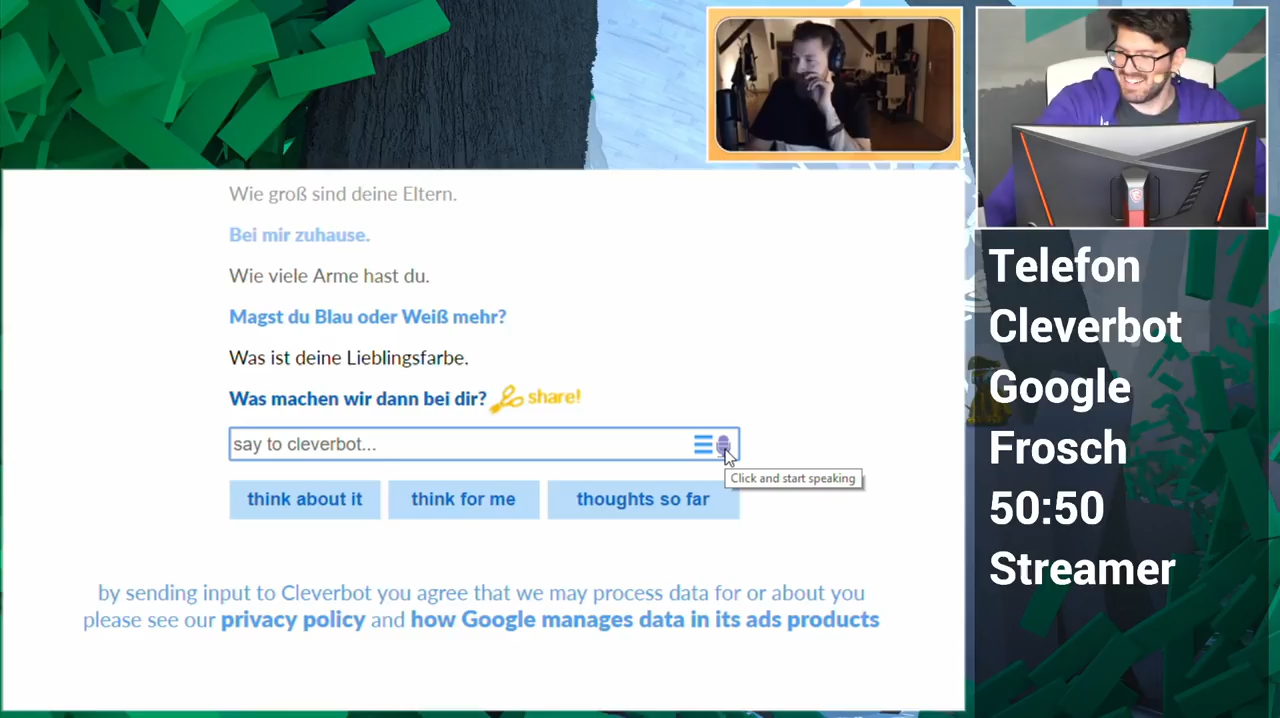 Wie groß sind deine Eltern.
Bei mir zuhause.
Wie viele Arme hast du.
Magst du Blau oder Weiß mehr?
Was ist deine Lieblingsfarbe.
Was machen wir dann bei dir? share!
say to cleverbot...
Click and start speaking
think about it think for me thoughts so far
by sending input to Cleverbot you agree that we may process data for or about you
please see our privacy policy and how Google manages data in its ads products
Telefon
Cleverbot
Google
Frosch
50:50
Streamer